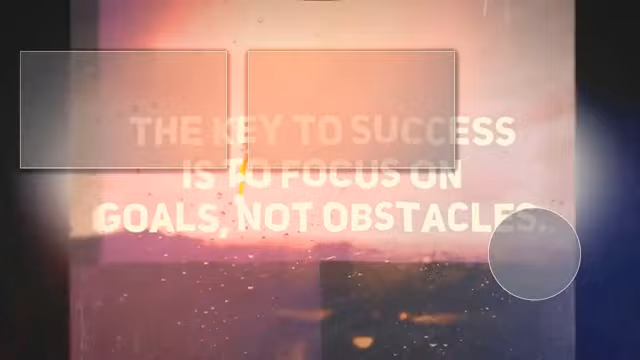 THE KEY TO SUCCESS
IS TO FOCUS ON
GOALS, NOT OBSTACLES.